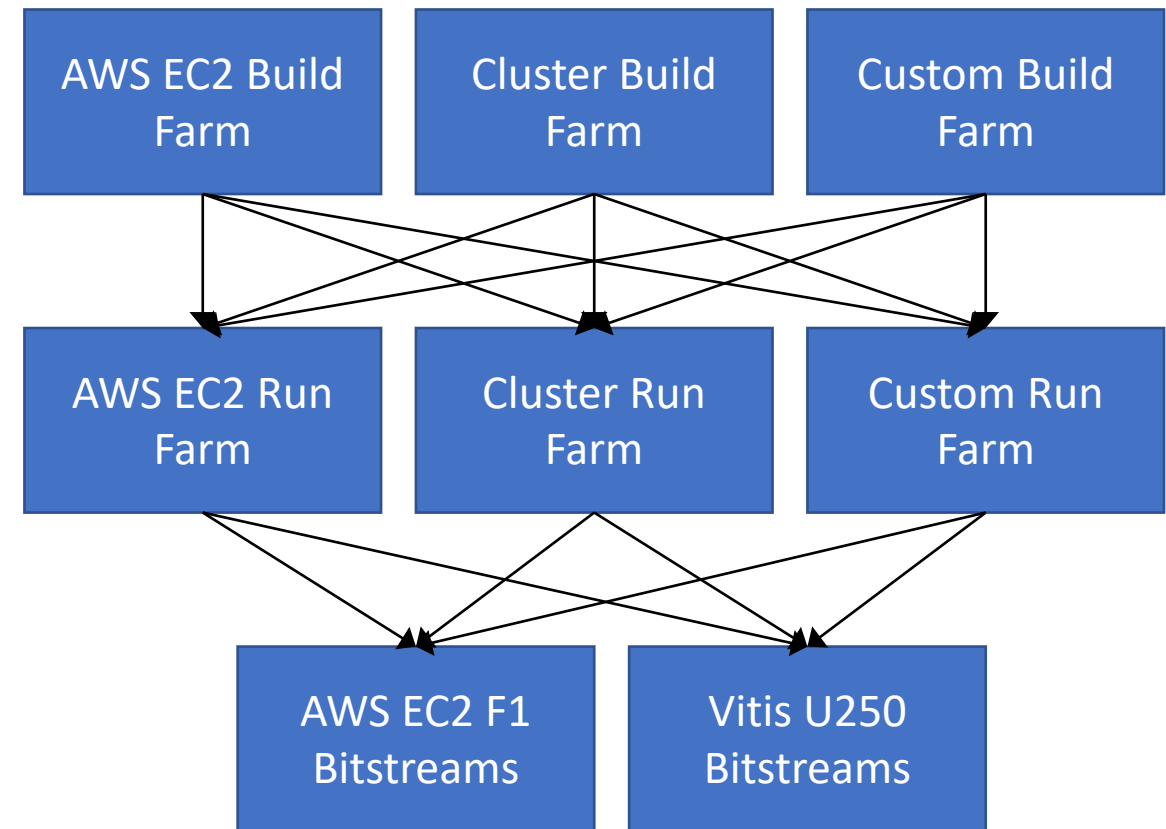 AWS EC2 Build
Farm
Cluster Build
Farm
Custom Build
Farm
AWS EC2 Run
Farm
Cluster Run
Farm
Custom Run
Farm
AWS EC2 F1
Bitstreams
Vitis U250
Bitstreams